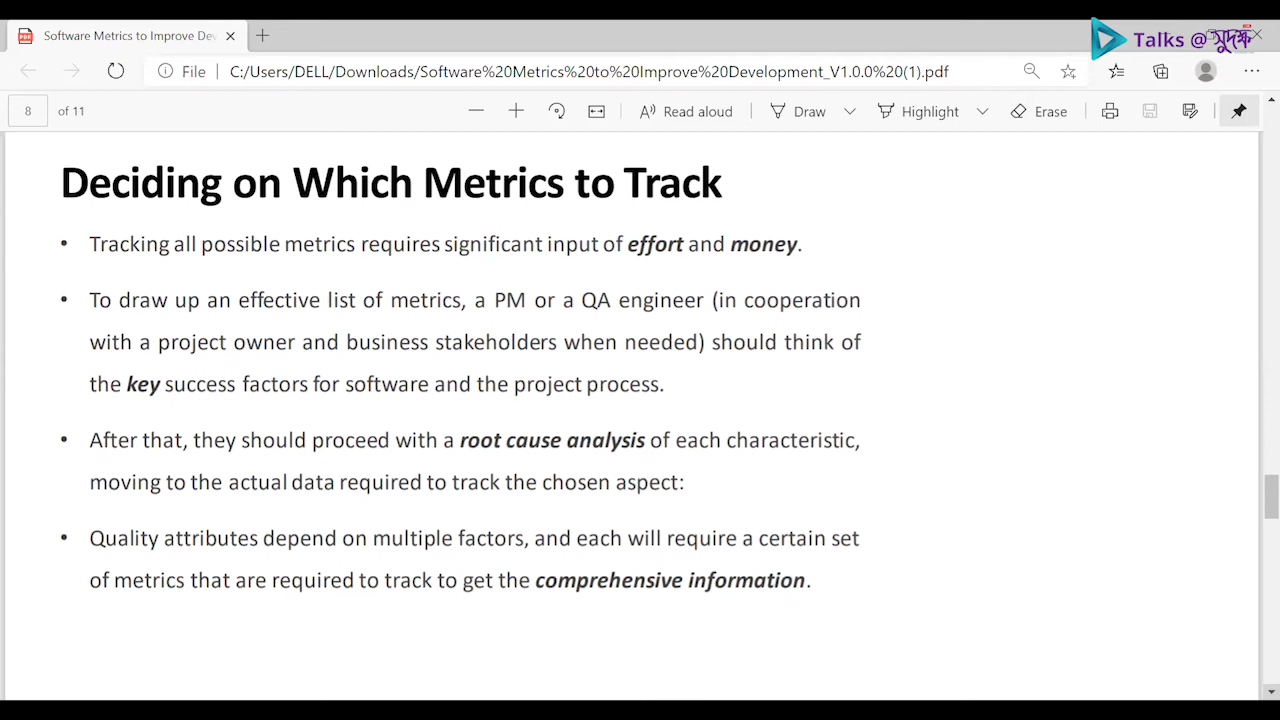 Software Metrics to Improve Dev
Talks @ সুদক্ষ
File C:/Users/DELL/Downloads/Software%20Metrics%20to%20Improve%20Development_V1.0.0%20(1).pdf
8 of 11 Read aloud Draw Highlight Erase
Deciding on Which Metrics to Track
• Tracking all possible metrics requires significant input of effort and money.
• To draw up an effective list of metrics, a PM or a QA engineer (in cooperation
with a project owner and business stakeholders when needed) should think of
the key success factors for software and the project process.
• After that, they should proceed with a root cause analysis of each characteristic,
moving to the actual data required to track the chosen aspect:
• Quality attributes depend on multiple factors, and each will require a certain set
of metrics that are required to track to get the comprehensive information.